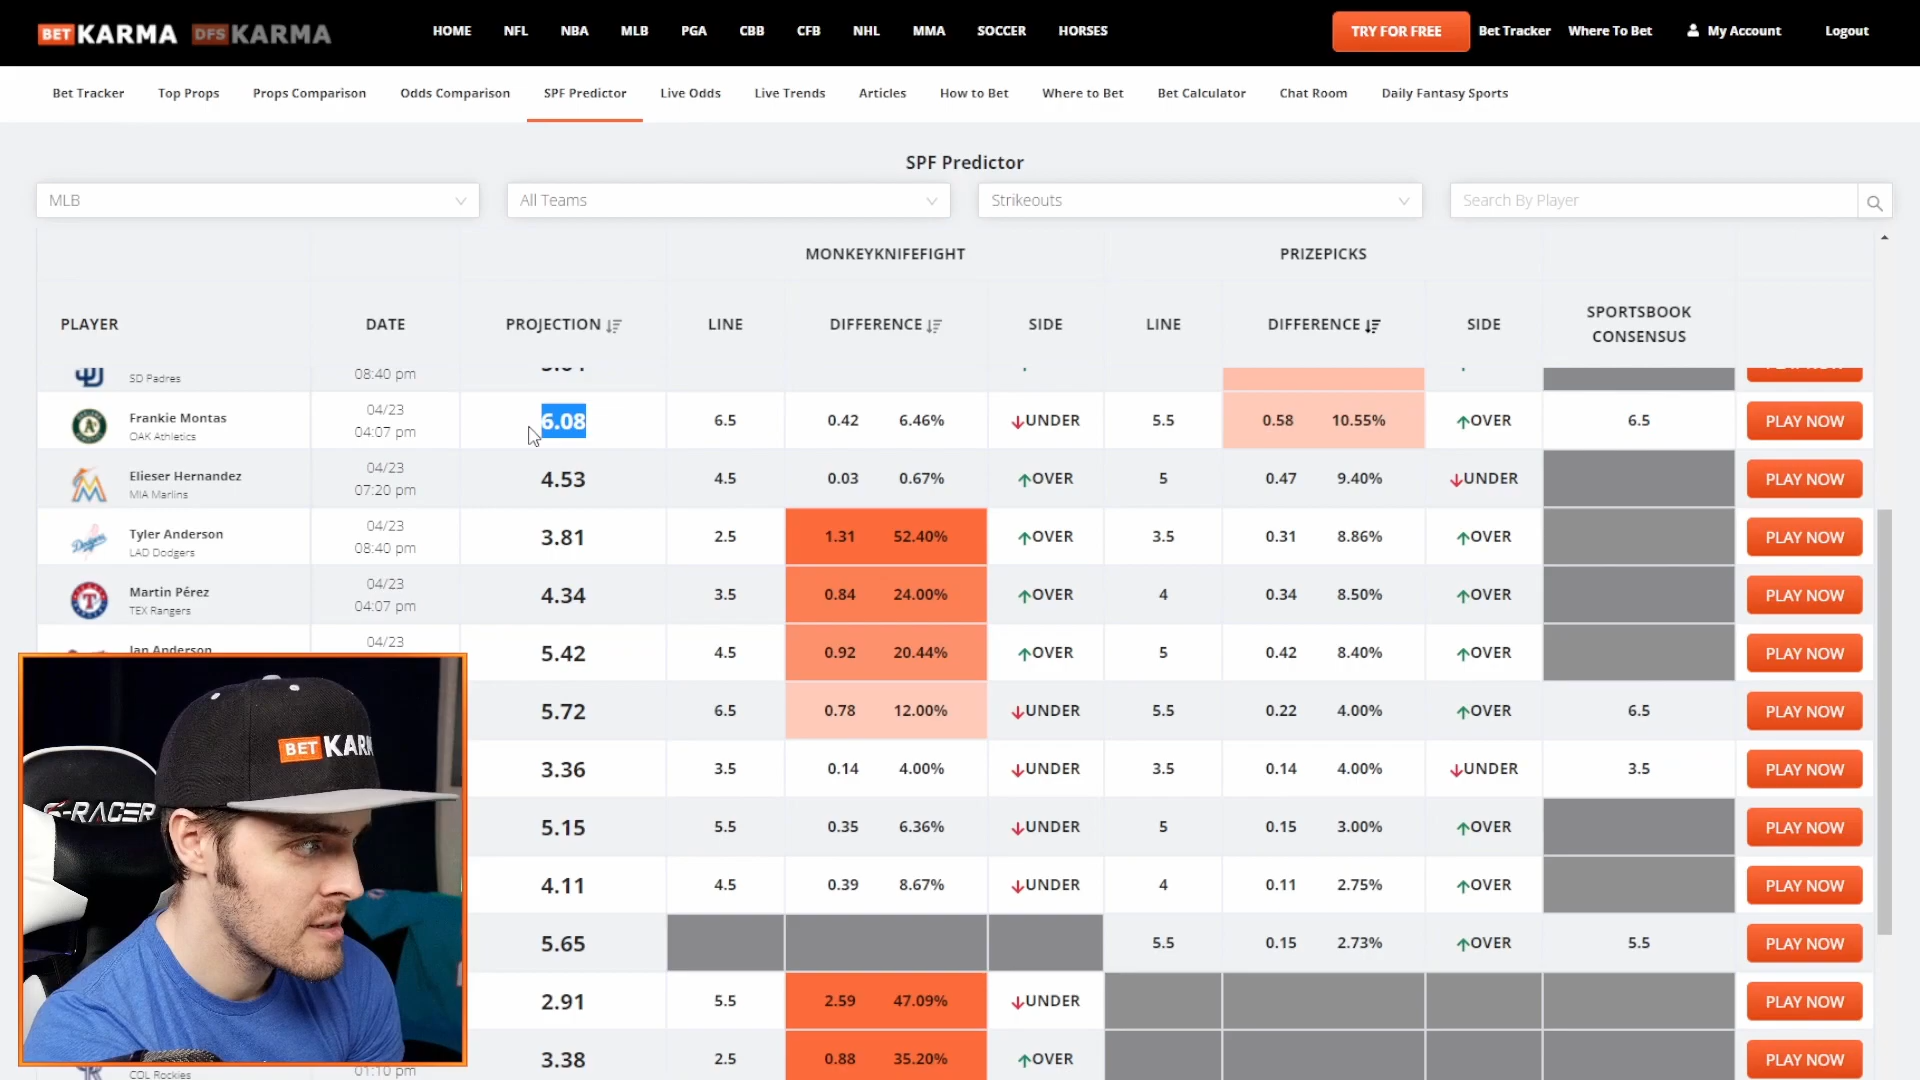 BET KARMA DFS KARMA HOME NFL NBA MLB PGA CBB CFB NHL MMA SOCCER HORSES TRY FOR FREE Bet Tracker Where To Bet My Account Logout
Bet Tracker Top Props Props Comparison Odds Comparison SPF Predictor Live Odds Live Trends Articles How to Bet Where to Bet Bet Calculator Chat Room Daily Fantasy Sports
SPF Predictor
MLB All Teams Strikeouts Search By Player
MONKEYKNIFEFIGHT PRIZEPICKS
PLAYER DATE PROJECTION LINE DIFFERENCE SIDE LINE DIFFERENCE SIDE SPORTSBOOK CONSENSUS
SD Padres 08:40 pm
Frankie Montas OAK Athletics 04/23 04:07 pm 6.08 6.5 0.42 6.46% UNDER 5.5 0.58 10.55% OVER 6.5 PLAY NOW
Elieser Hernandez MIA Marlins 04/23 07:20 pm 4.53 4.5 0.03 0.67% OVER 5 0.47 9.40% UNDER PLAY NOW
Tyler Anderson LAD Dodgers 04/23 08:40 pm 3.81 2.5 1.31 52.40% OVER 3.5 0.31 8.86% OVER PLAY NOW
Martin Pérez TEX Rangers 04/23 04:07 pm 4.34 3.5 0.84 24.00% OVER 4 0.34 8.50% OVER PLAY NOW
Ian Anderson 04/23 5.42 4.5 0.92 20.44% OVER 5 0.42 8.40% OVER PLAY NOW
5.72 6.5 0.78 12.00% UNDER 5.5 0.22 4.00% OVER 6.5 PLAY NOW
3.36 3.5 0.14 4.00% UNDER 3.5 0.14 4.00% UNDER 3.5 PLAY NOW
5.15 5.5 0.35 6.36% UNDER 5 0.15 3.00% OVER PLAY NOW
4.11 4.5 0.39 8.67% UNDER 4 0.11 2.75% OVER PLAY NOW
5.65 5.5 0.15 2.73% OVER 5.5 PLAY NOW
2.91 5.5 2.59 47.09% UNDER PLAY NOW
COL Rockies 01:10 pm 3.38 2.5 0.88 35.20% OVER PLAY NOW
BET KARM
RACER